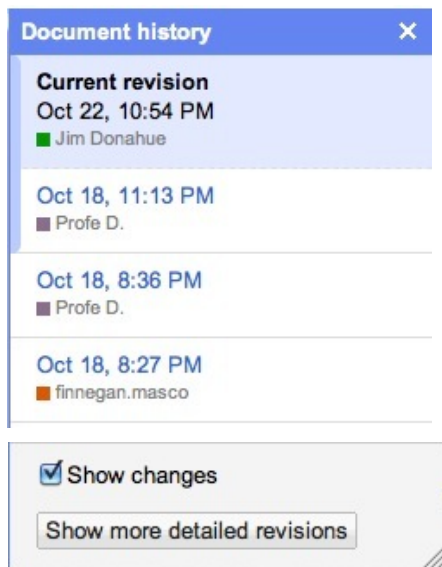 Document history
Current revision
Oct 22, 10:54 PM
Jim Donahue
Oct 18, 11:13 PM
Profe D.
Oct 18, 8:36 PM
Profe D.
Oct 18, 8:27 PM
finnegan.masco
Show changes
Show more detailed revisions